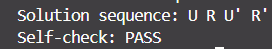 Solution sequence: U R U' R'
Self-check: PASS